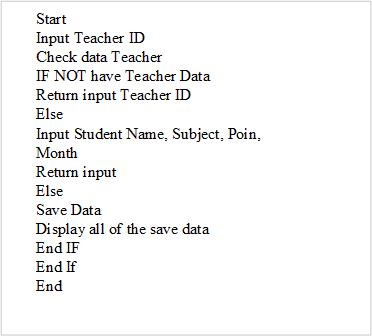 Start
Input Teacher ID
Check data Teacher
IF NOT have Teacher Data
Return input Teacher ID
Else
Input Student Name, Subject, Poin,
Month
Return input
Else
Save Data
Display all of the save data
End IF
End If
End